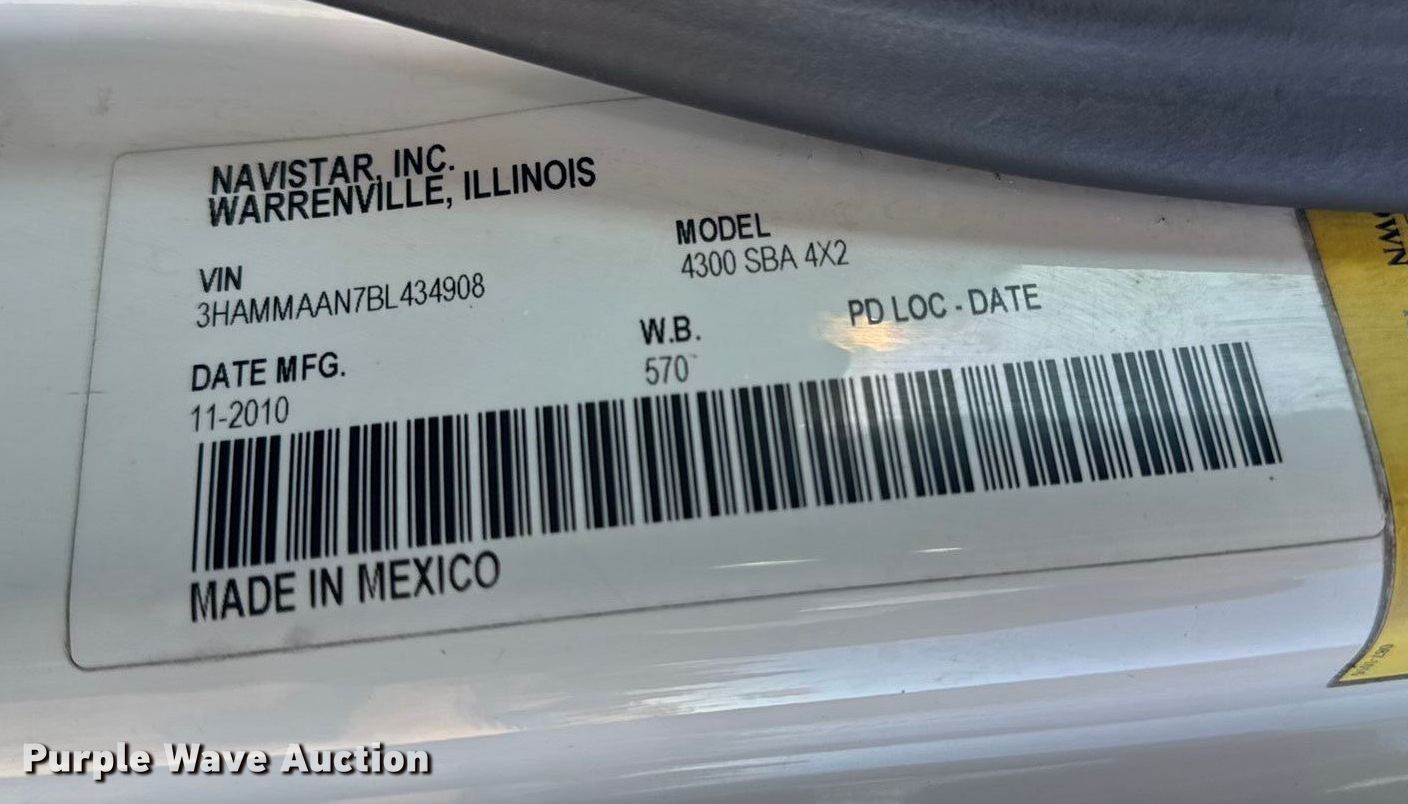 NAVISTAR, INC.
WARRENVILLE, ILLINOIS
VIN
3HAMMAAN7BL434908
MODEL
4300 SBA 4X2
DATE MFG.
11-2010
W.B.
570
PD LOC - DATE
MADE IN MEXICO
Purple Wave Auction